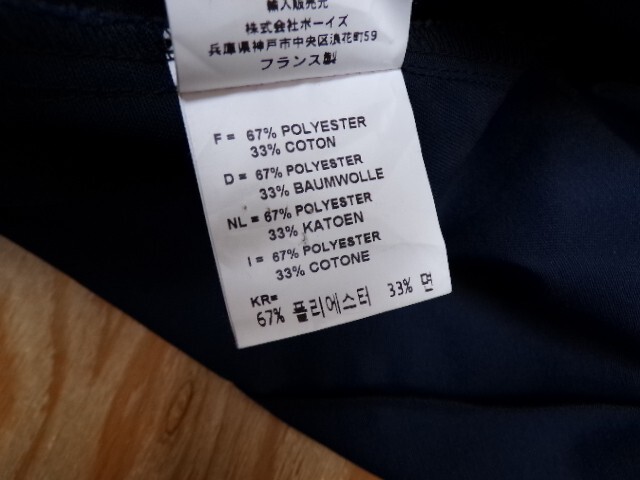 輸入販売元
株式会社ボーイズ
兵庫県神戸市中央区浪花町59
フランス製
F = 67% POLYESTER
33% COTON
D = 67% POLYESTER
33% BAUMWOLLE
NL = 67% POLYESTER
33% KATOEN
I = 67% POLYESTER
33% COTONE
KR=
67% 폴리에스터 33% 면